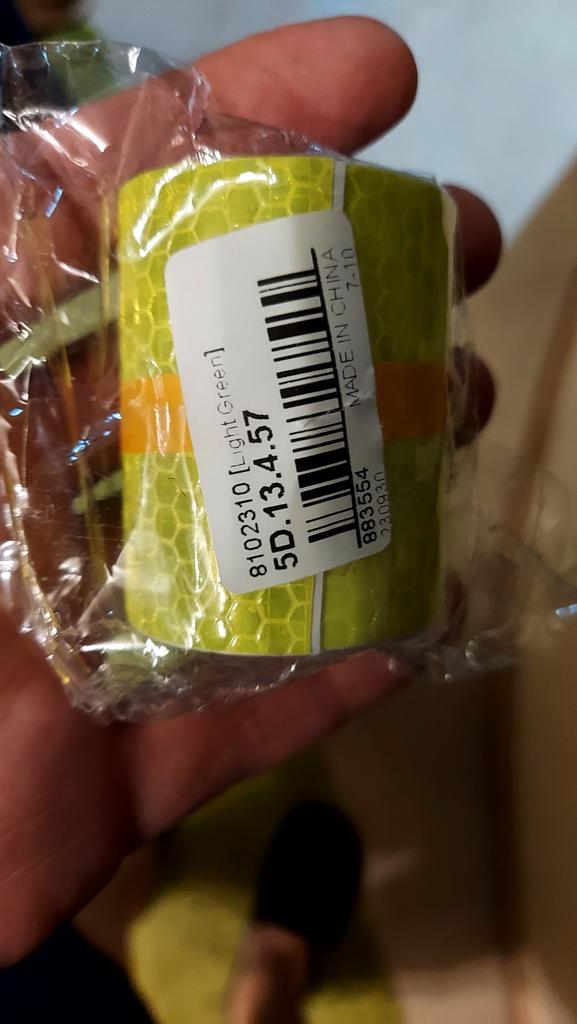 8102310 [Light Green]
5D.13.4.57
883554
230930
MADE IN CHINA
7-10